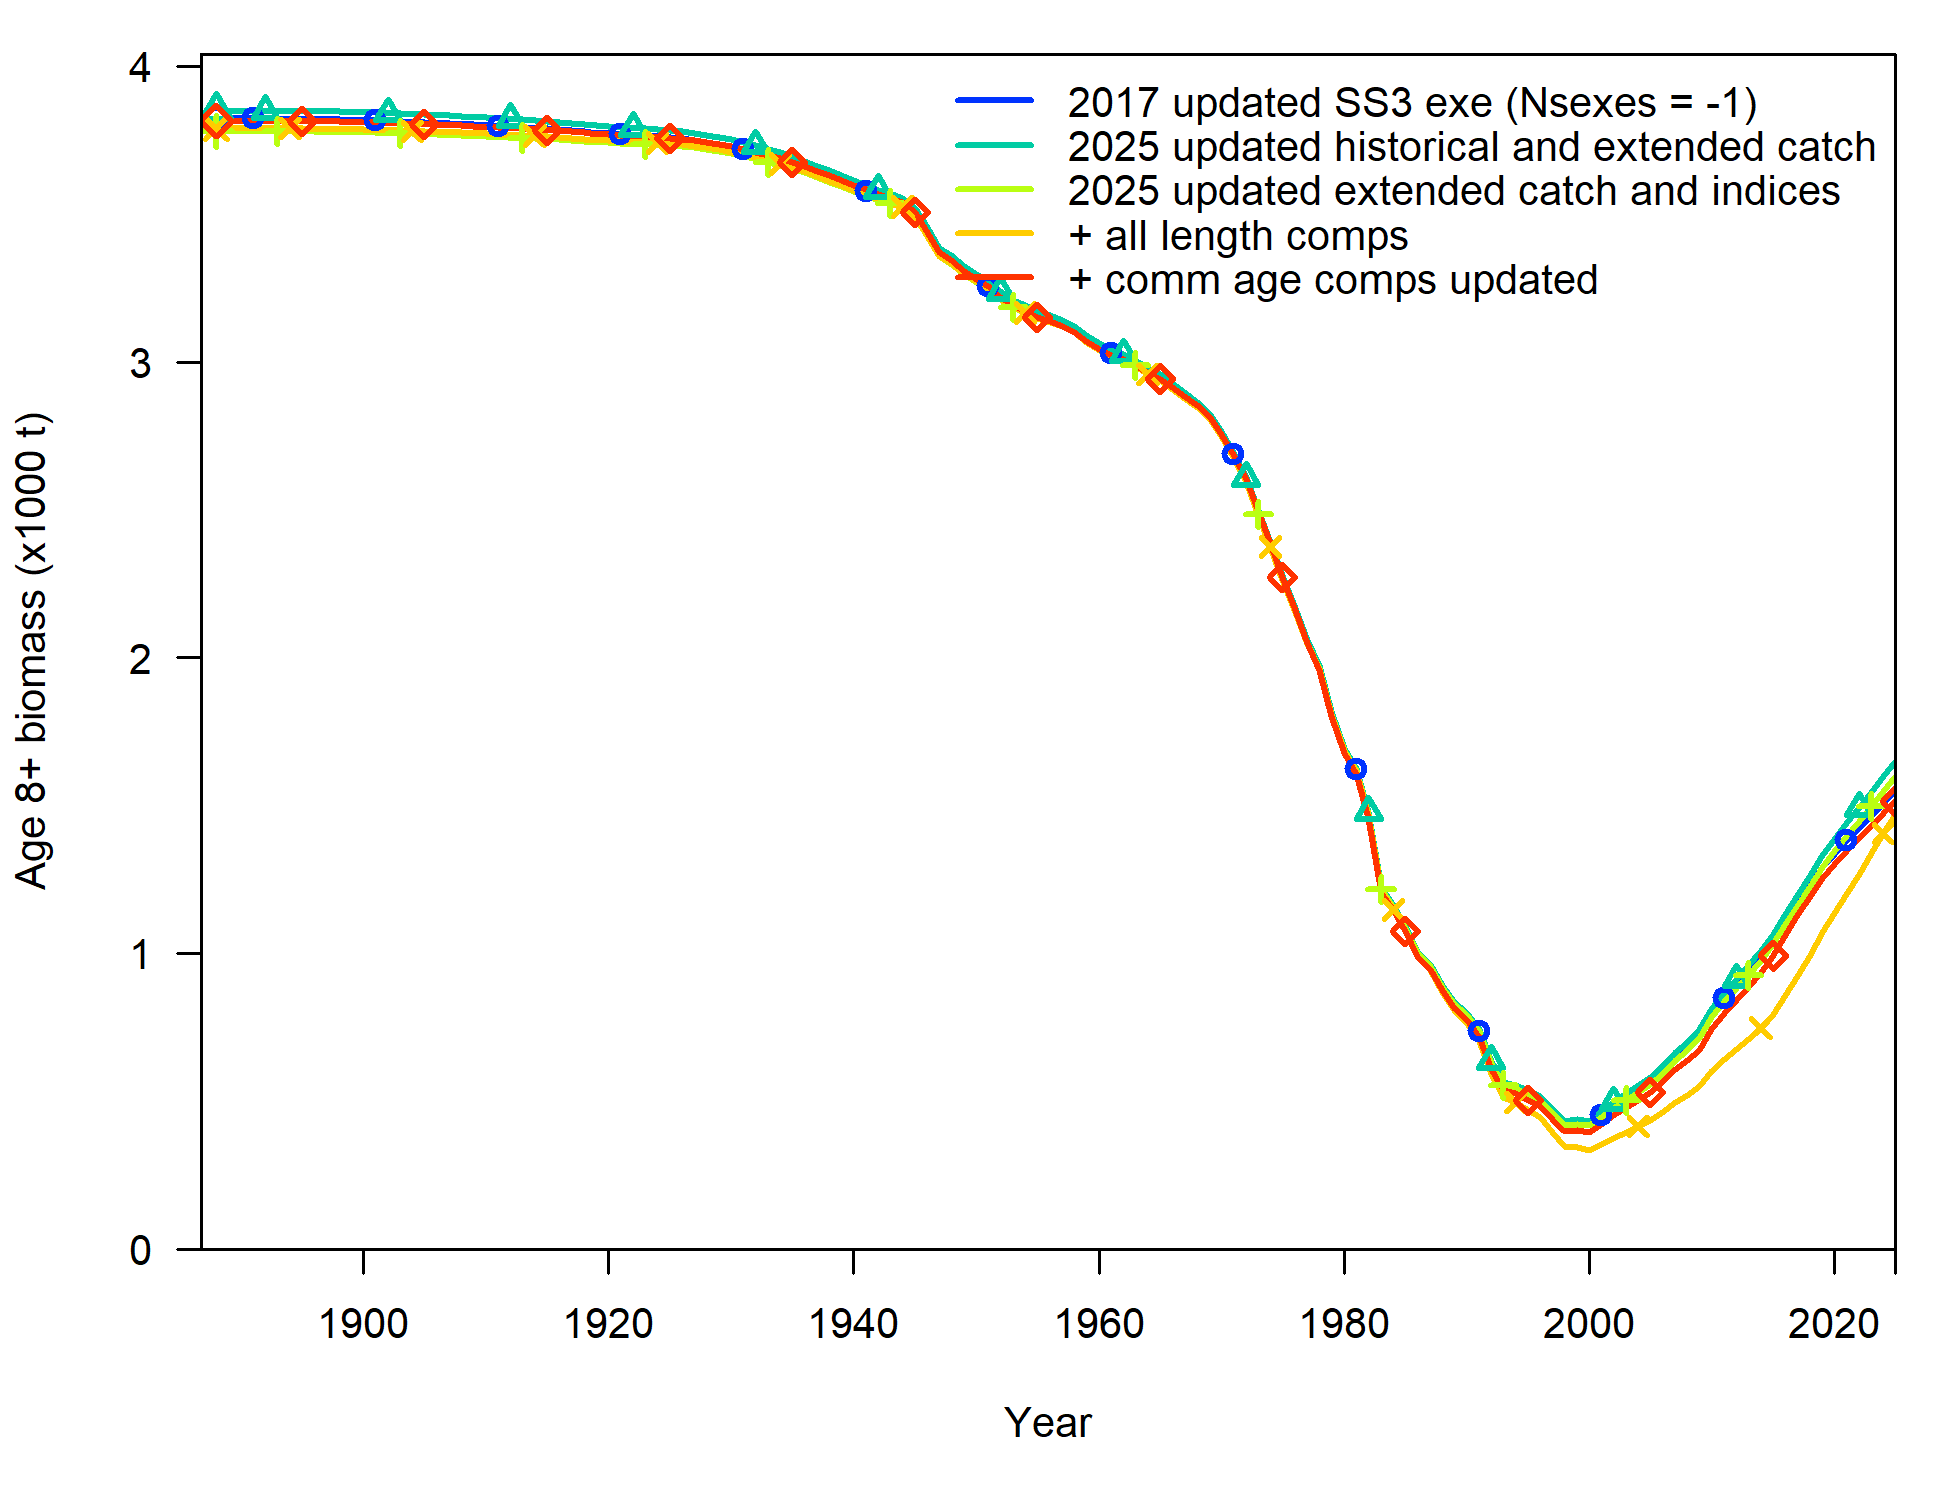 2017 updated SS3 exe (Nsexes = -1)
2025 updated historical and extended catch
2025 updated extended catch and indices
+ all length comps
+ comm age comps updated
Age 8+ biomass (x1000 t)
4
3
2
1
0
1900 1920 1940 1960 1980 2000 2020
Year